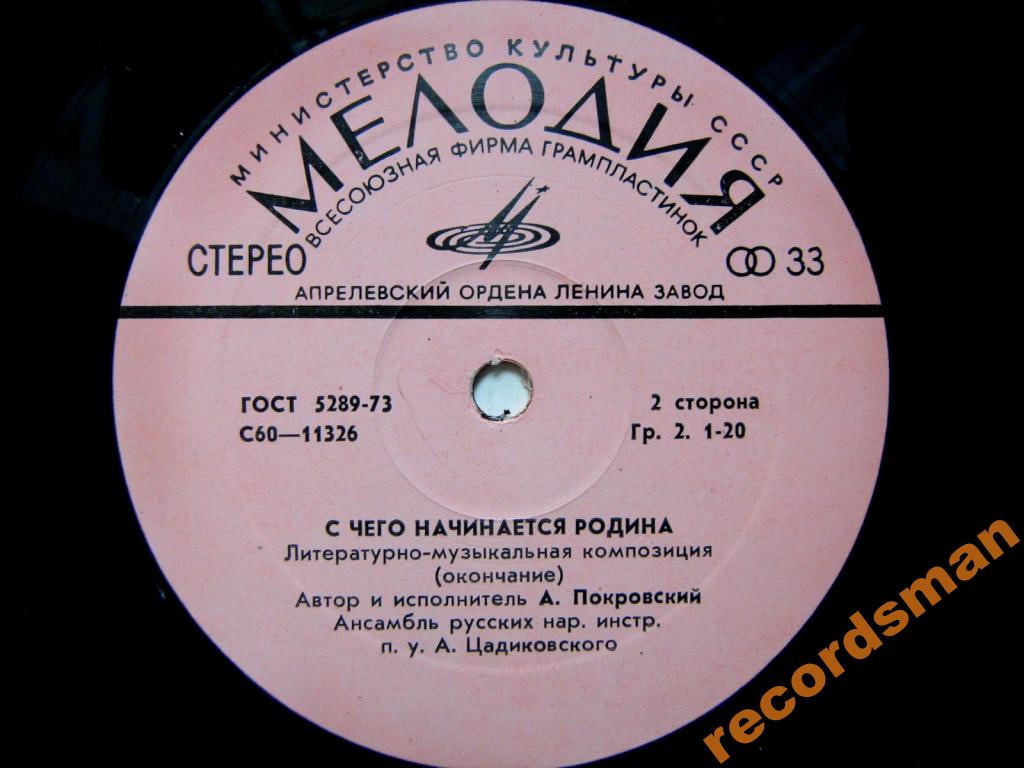 МИНИСТЕРСТВО КУЛЬТУРЫ СССР
МЕЛОДИЯ
ВСЕСОЮЗНАЯ ФИРМА ГРАМПЛАСТИНОК
СТЕРЕО
33
АПРЕЛЕВСКИЙ ОРДЕНА ЛЕНИНА ЗАВОД
ГОСТ 5289-73
2 сторона
С60—11326
Гр. 2. 1-20
С ЧЕГО НАЧИНАЕТСЯ РОДИНА
Литературно-музыкальная композиция
(окончание)
Автор и исполнитель А. Покровский
Ансамбль русских нар. инстр.
п. у. А. Цадиковского
recordsman